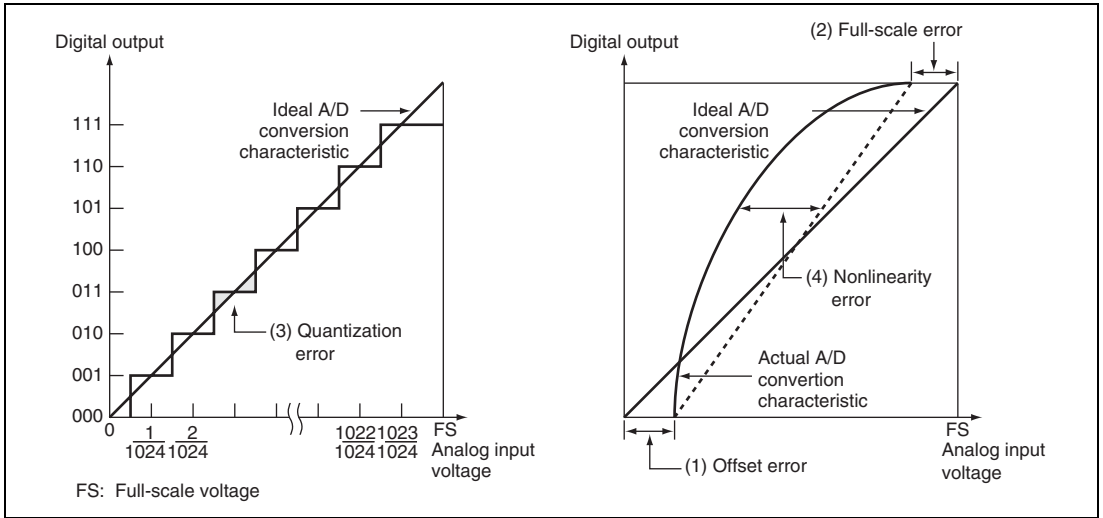 Digital output
Ideal A/D
conversion
characteristic
111
110
101
100
011
010
001
000
(3) Quantization
error
0
1
1024
2
1024
1022
1024
1023
1024
FS
Analog input
voltage
FS: Full-scale voltage
Digital output
(2) Full-scale error
Ideal A/D
conversion
characteristic
(4) Nonlinearity
error
Actual A/D
convertion
characteristic
FS
Analog input
voltage
(1) Offset error